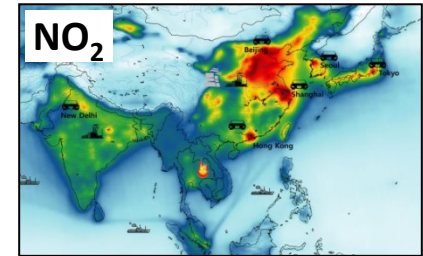 NO₂
Beijing
Seoul
Tokyo
Shanghai
New Delhi
Hong Kong